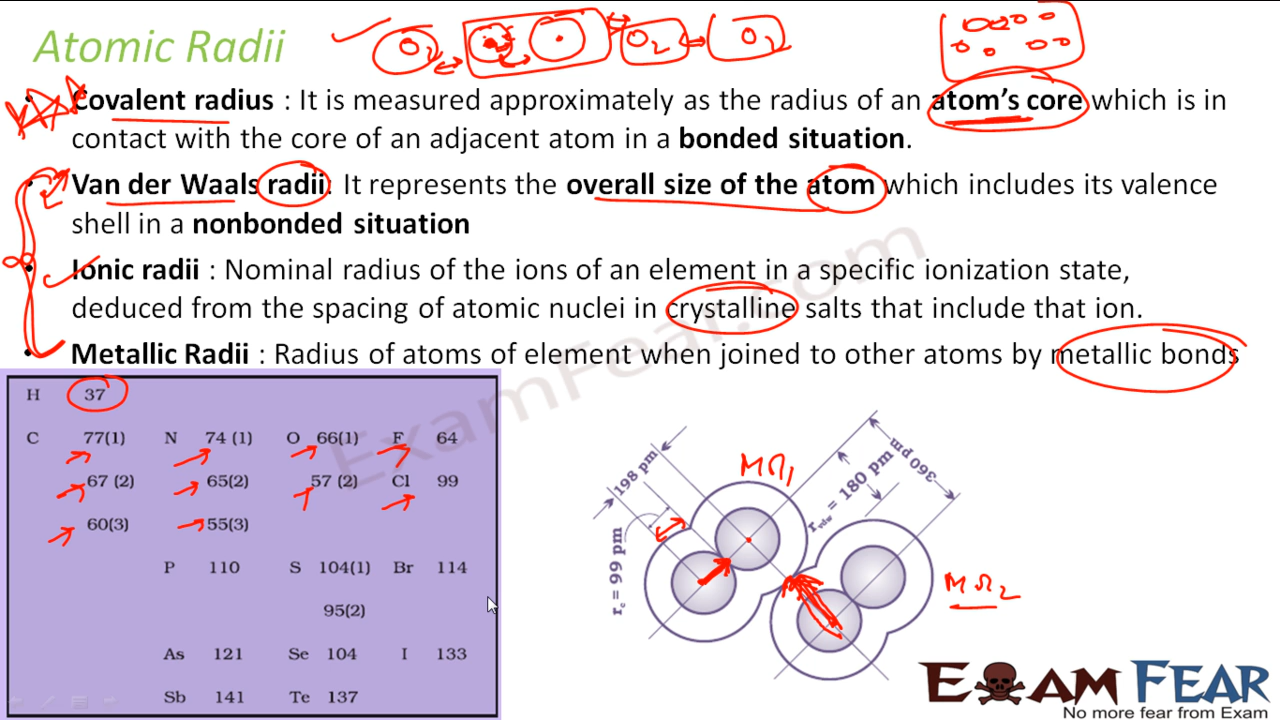 Atomic Radii
O₂ O₂ O₂
• Covalent radius : It is measured approximately as the radius of an atom's core which is in
contact with the core of an adjacent atom in a bonded situation.
• Van der Waals radii: It represents the overall size of the atom which includes its valence
shell in a nonbonded situation
• Ionic radii : Nominal radius of the ions of an element in a specific ionization state,
deduced from the spacing of atomic nuclei in crystalline salts that include that ion.
• Metallic Radii : Radius of atoms of element when joined to other atoms by metallic bonds
H 37
C 77(1) N 74 (1) O 66(1) F 64
67 (2) 65(2) 57 (2) Cl 99
60(3) 55(3)
P 110 S 104(1) Br 114
95(2)
As 121 Se 104 I 133
Sb 141 Te 137
198 pm
r_c = 99 pm
r_vdw = 180 pm
360 pm
ExamFear.com
EXAM FEAR
No more fear from Exam